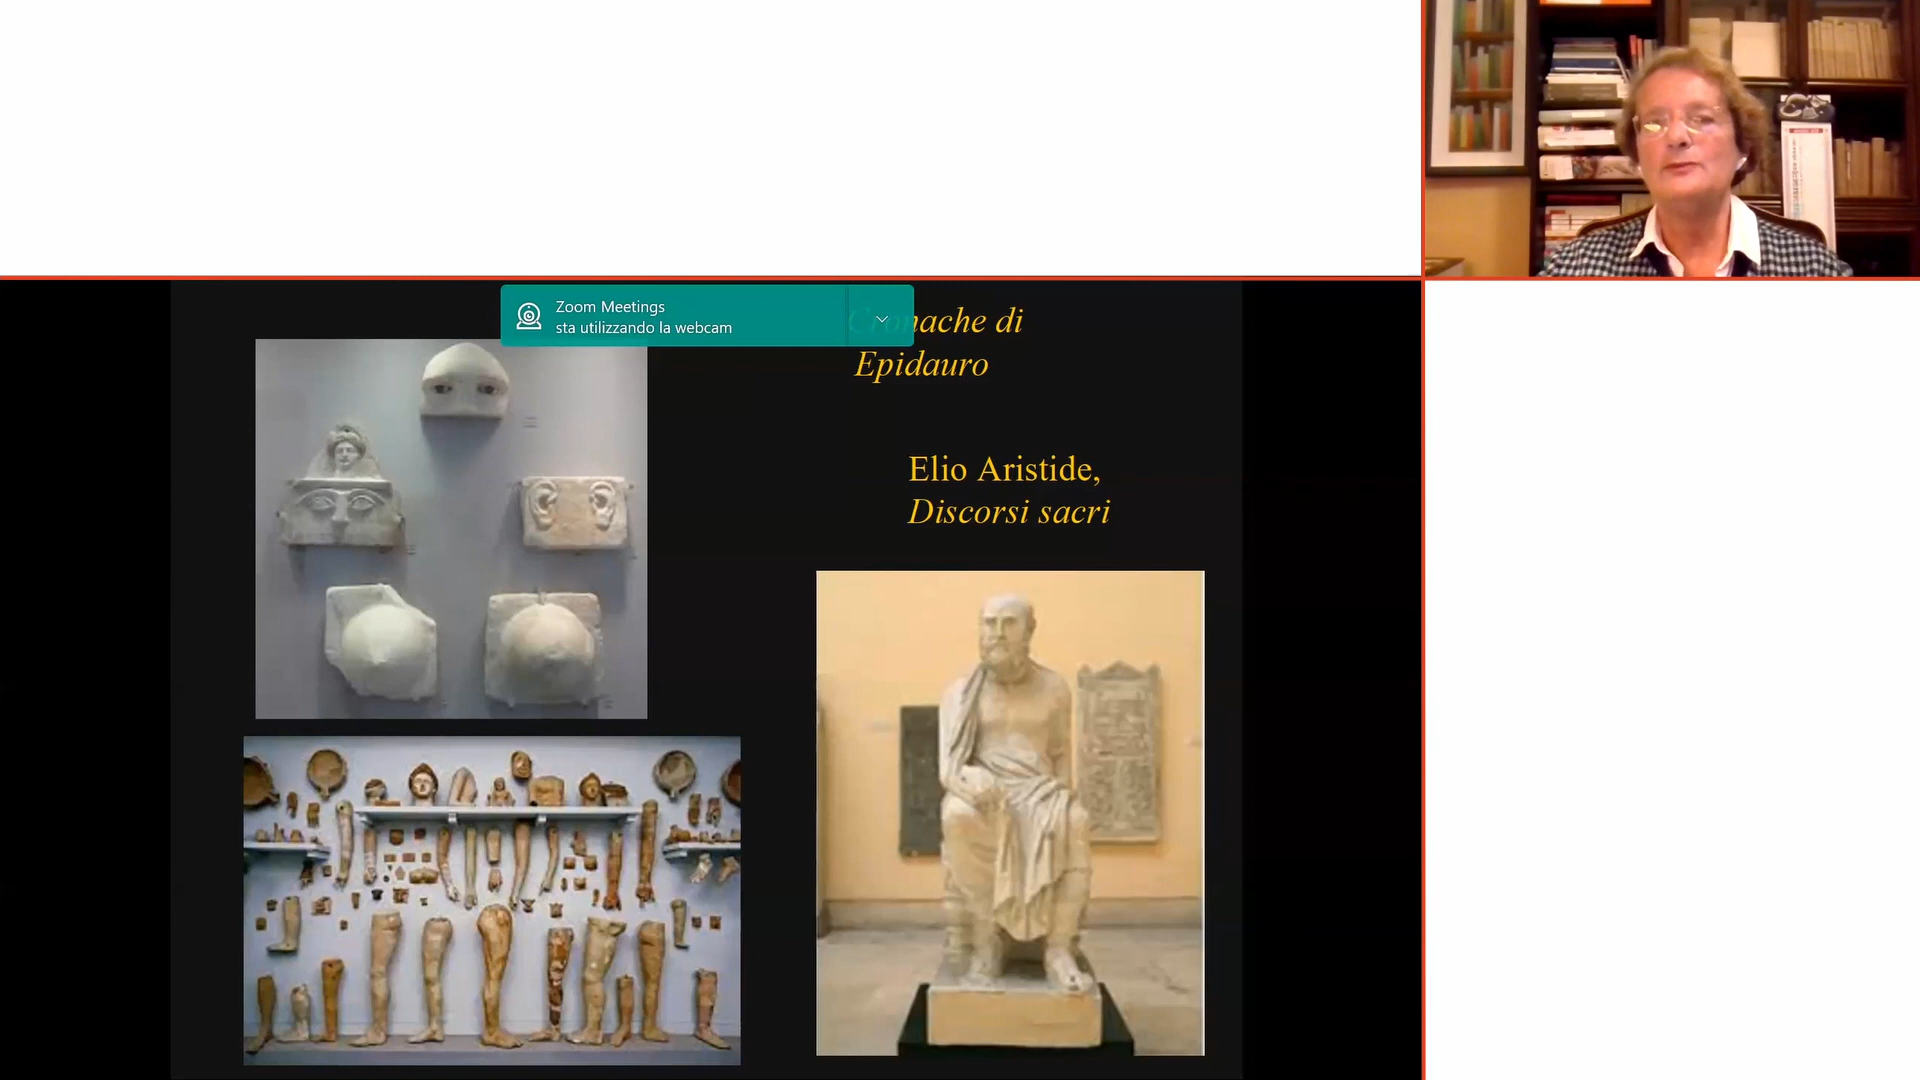 Zoom Meetings
sta utilizzando la webcam
Cronache di
Epidauro
Elio Aristide,
Discorsi sacri